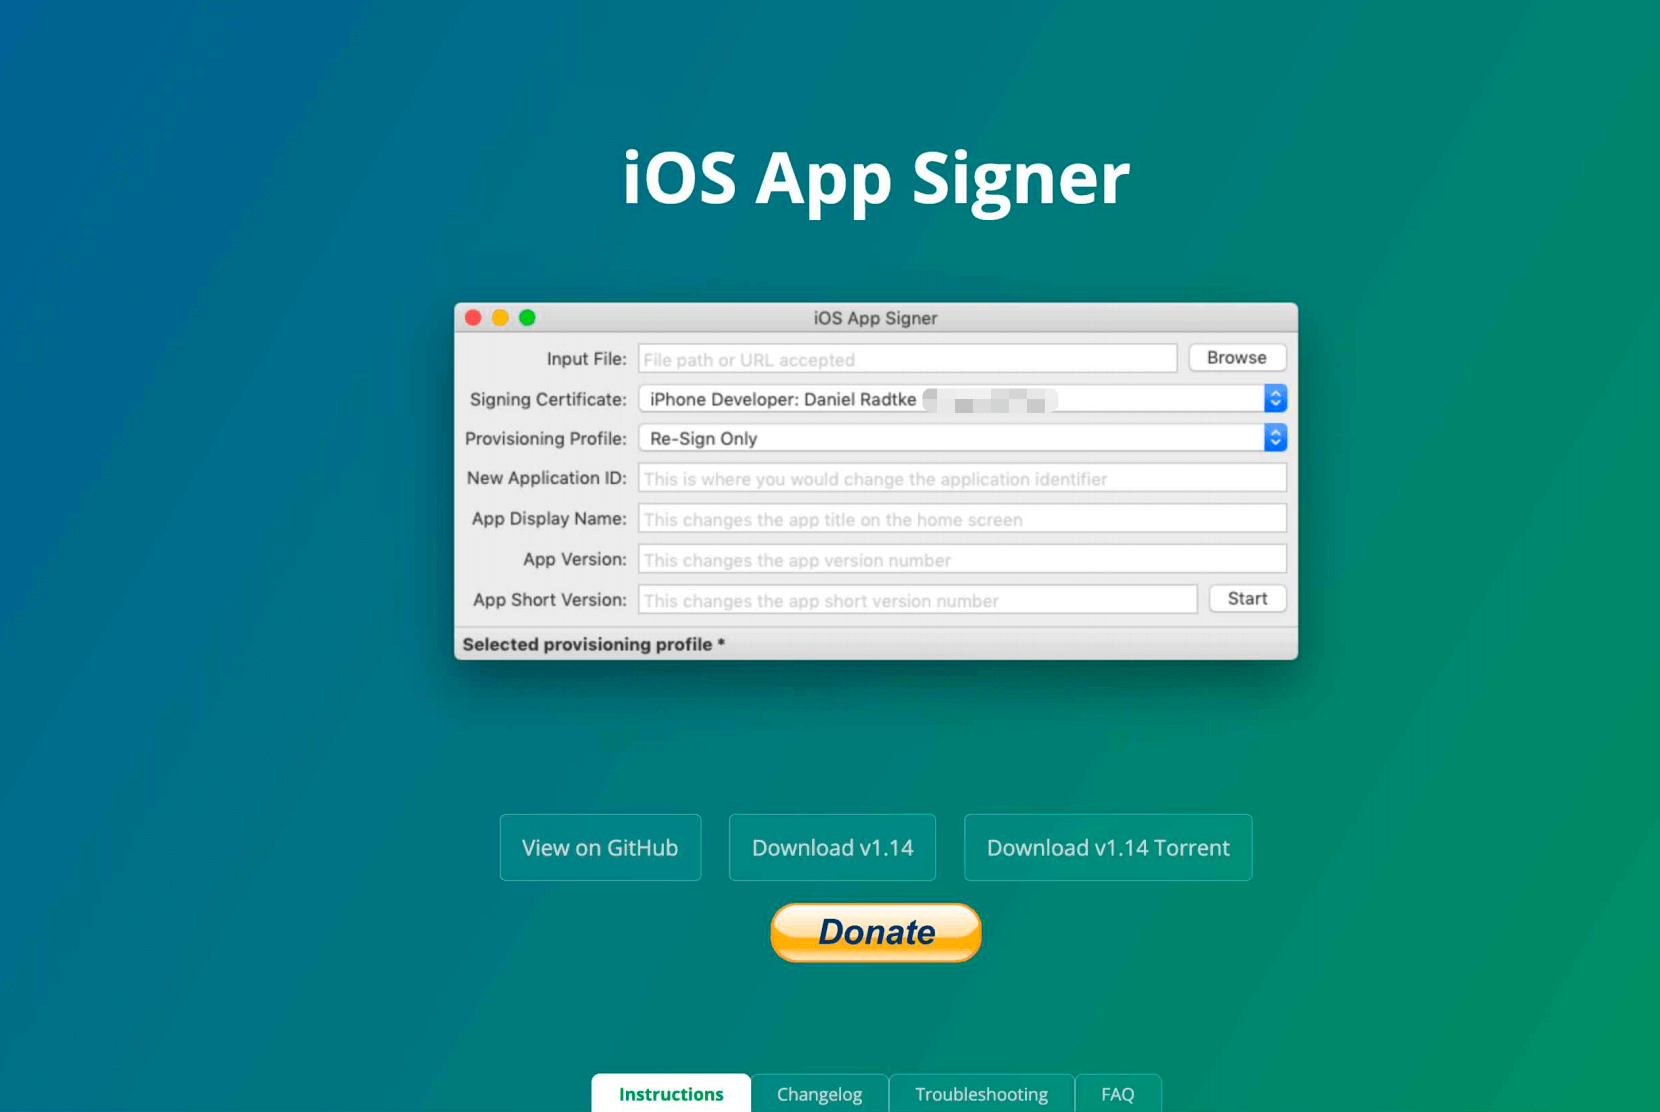 iOS App Signer
iOS App Signer
Input File: File path or URL accepted Browse
Signing Certificate: iPhone Developer: Daniel Radtke
Provisioning Profile: Re-Sign Only
New Application ID: This is where you would change the application identifier
App Display Name: This changes the app title on the home screen
App Version: This changes the app version number
App Short Version: This changes the app short version number Start
Selected provisioning profile *
View on GitHub Download v1.14 Download v1.14 Torrent
Donate
Instructions Changelog Troubleshooting FAQ